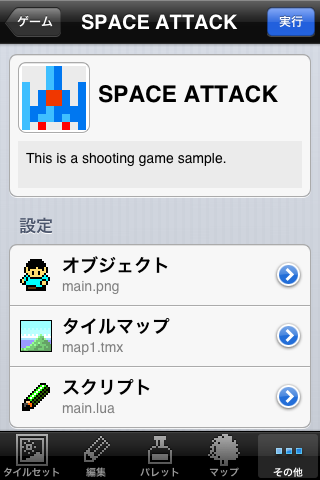 ゲーム
SPACE ATTACK
実行
SPACE ATTACK
This is a shooting game sample.
設定
オブジェクト
main.png
タイルマップ
map1.tmx
スクリプト
main.lua
タイルセット
編集
パレット
マップ
その他